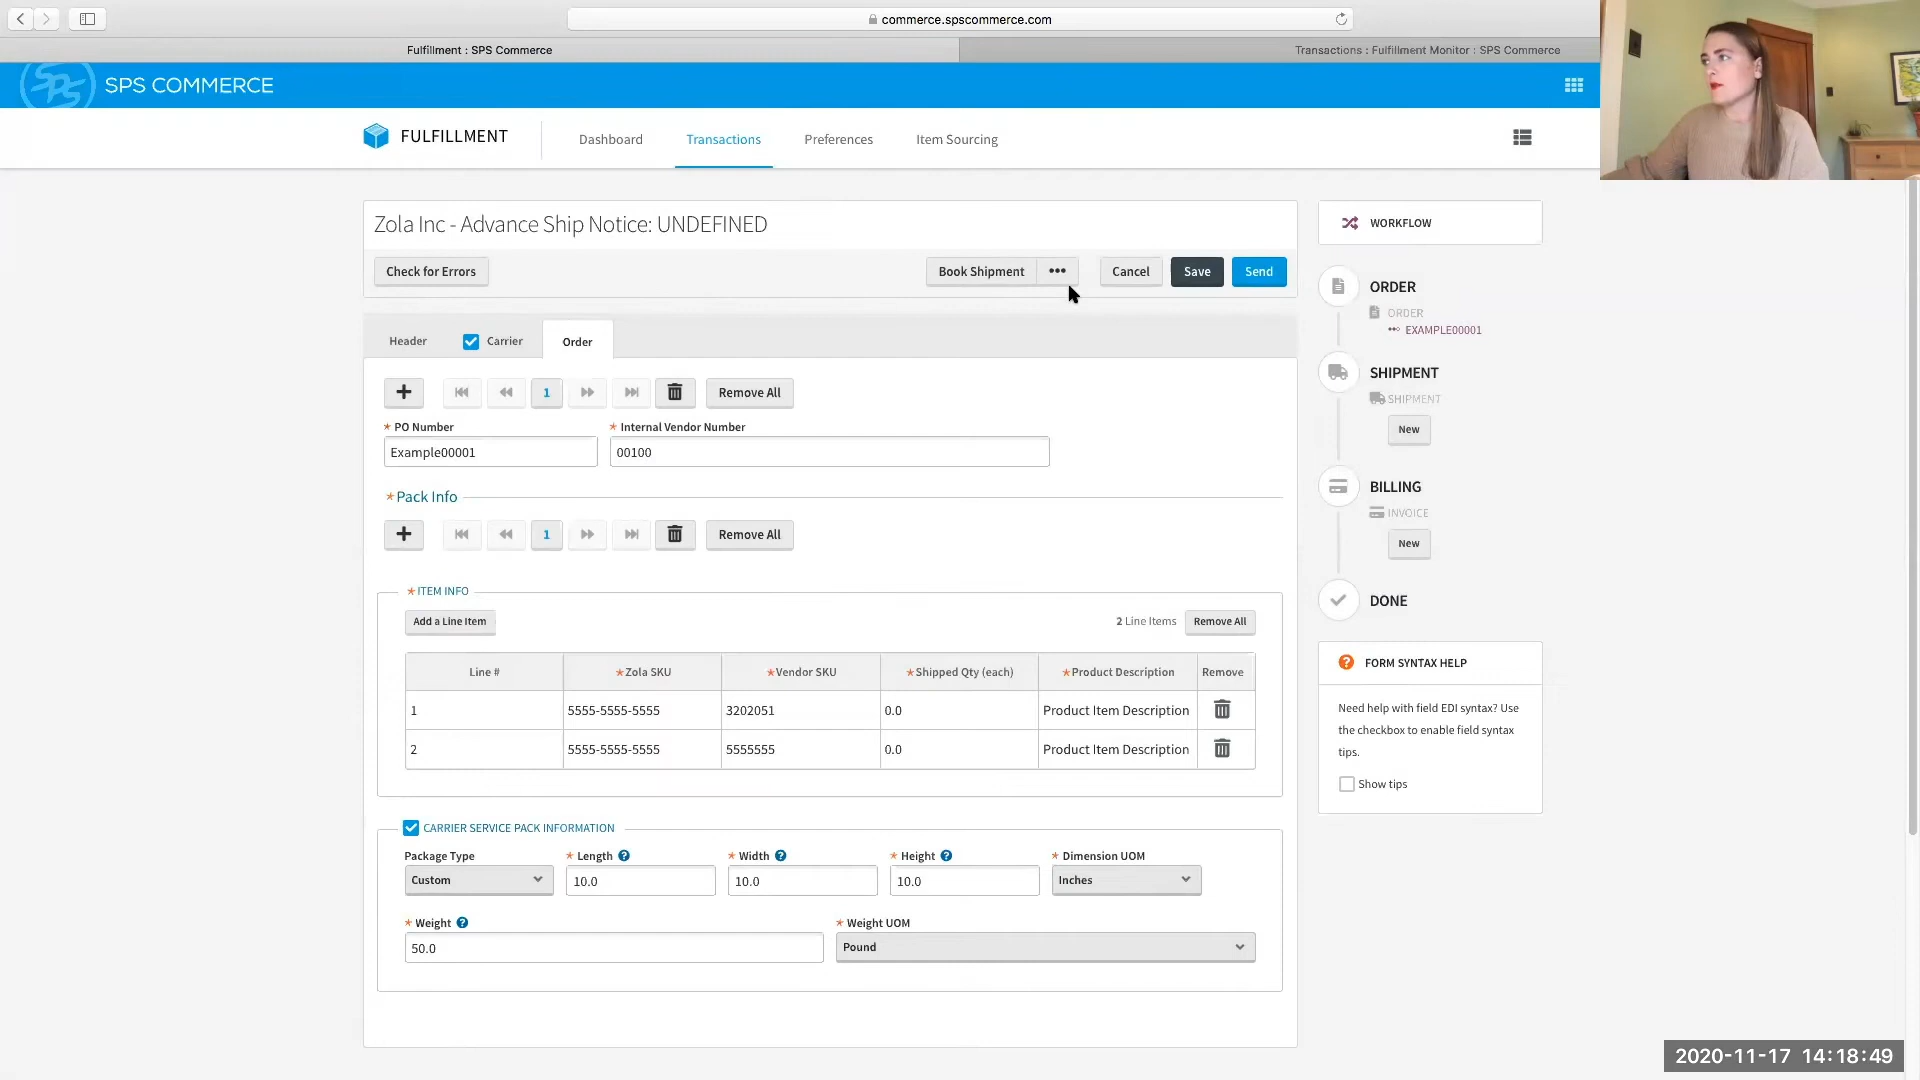 commerce.spscommerce.com
Fulfillment : SPS Commerce
Transactions : Fulfillment Monitor : SPS Commerce
SPS SPS COMMERCE
FULFILLMENT
Dashboard
Transactions
Preferences
Item Sourcing
Zola Inc - Advance Ship Notice: UNDEFINED
Check for Errors
Book Shipment
•••
Cancel
Save
Send
Header
Carrier
Order
1
Remove All
* PO Number
* Internal Vendor Number
Example00001
00100
* Pack Info
1
Remove All
* ITEM INFO
Add a Line Item
2 Line Items
Remove All
Line # *Zola SKU *Vendor SKU *Shipped Qty (each) *Product Description Remove
1 5555-5555-5555 3202051 0.0 Product Item Description
2 5555-5555-5555 5555555 0.0 Product Item Description
CARRIER SERVICE PACK INFORMATION
Package Type * Length ? * Width ? * Height ? * Dimension UOM
Custom 10.0 10.0 10.0 Inches
* Weight ? * Weight UOM
50.0 Pound
WORKFLOW
ORDER
ORDER
EXAMPLE00001
SHIPMENT
SHIPMENT
New
BILLING
INVOICE
New
DONE
? FORM SYNTAX HELP
Need help with field EDI syntax? Use
the checkbox to enable field syntax
tips.
Show tips
2020-11-17 14:18:49